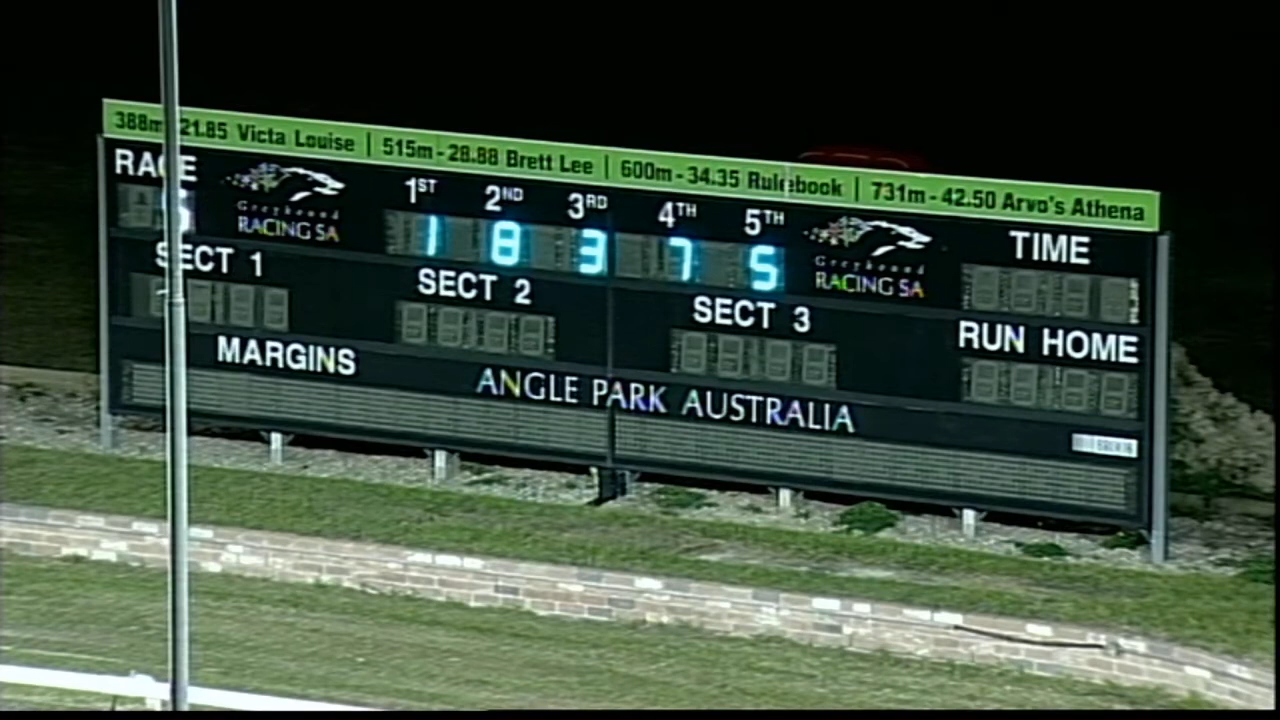 388m 21.85 Victa Louise | 515m - 28.88 Brett Lee | 600m - 34.35 Rulebook | 731m - 42.50 Arvo's Athena
RACE
Greyhound
RACING SA
1ST 2ND 3RD 4TH 5TH
1 8 3 7 5
Greyhound
RACING SA
TIME
SECT 1
SECT 2
SECT 3
RUN HOME
MARGINS
ANGLE PARK AUSTRALIA